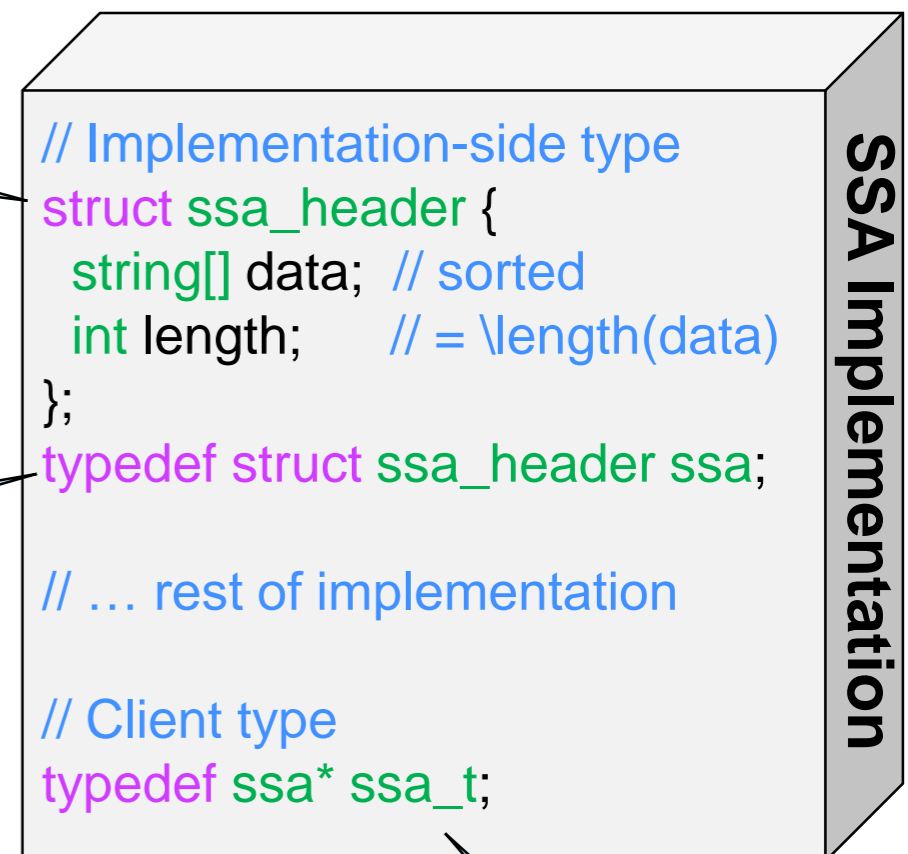 // Implementation-side type
struct ssa_header {
string[] data; // sorted
int length; // = \length(data)
};
typedef struct ssa_header ssa;
// … rest of implementation
// Client type
typedef ssa* ssa_t;
SSA Implementation